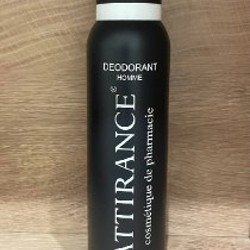 DEODORANT
HOMME
ATTIRANCE®
cosmétique de pharmacie